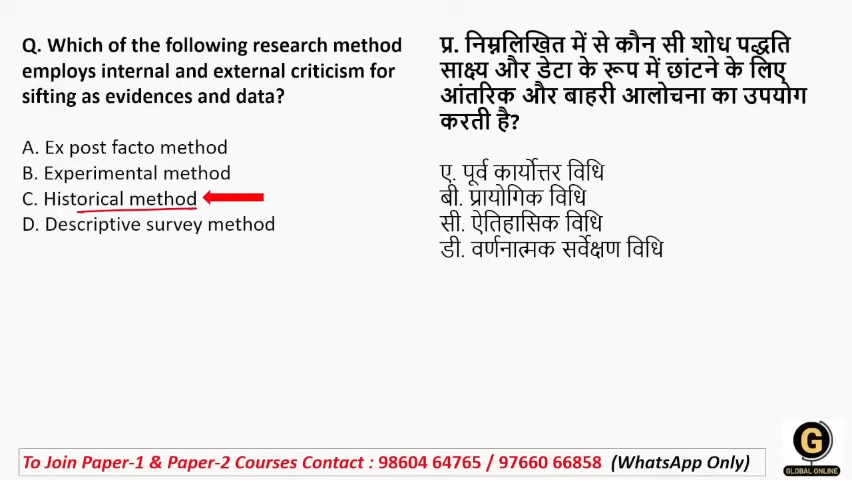 Q. Which of the following research method
employs internal and external criticism for
sifting as evidences and data?
A. Ex post facto method
B. Experimental method
C. Historical method
D. Descriptive survey method
प्र. निम्नलिखित में से कौन सी शोध पद्धति
साक्ष्य और डेटा के रूप में छांटने के लिए
आंतरिक और बाहरी आलोचना का उपयोग
करती है?
ए. पूर्व कार्योत्तर विधि
बी. प्रायोगिक विधि
सी. ऐतिहासिक विधि
डी. वर्णनात्मक सर्वेक्षण विधि
To Join Paper-1 & Paper-2 Courses Contact : 98604 64765 / 97660 66858 (WhatsApp Only)
G
GLOBAL ONLINE